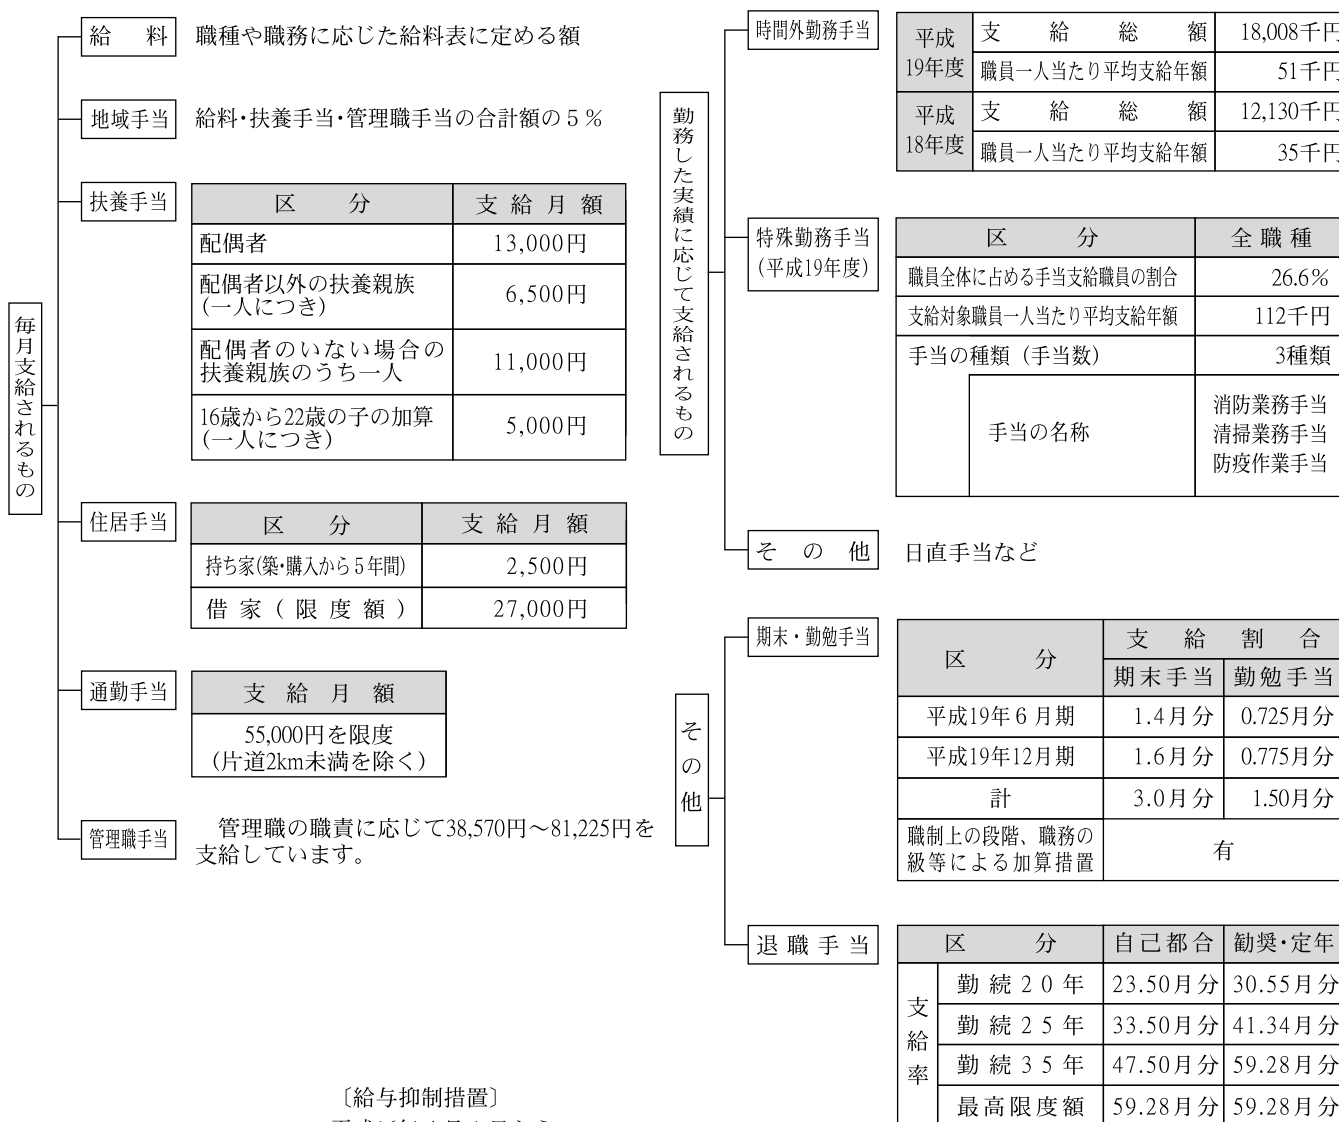 毎月支給されるもの
給　料　職種や職務に応じた給料表に定める額
地域手当　給料・扶養手当・管理職手当の合計額の５％
扶養手当
区　分　支給月額
配偶者　13,000円
配偶者以外の扶養親族
(一人につき)　6,500円
配偶者のいない場合の
扶養親族のうち一人　11,000円
16歳から22歳の子の加算
(一人につき)　5,000円
住居手当
区　分　支給月額
持ち家(築・購入から５年間)　2,500円
借家(限度額)　27,000円
通勤手当
支給月額
55,000円を限度
(片道2km未満を除く)
管理職手当　管理職の職責に応じて38,570円～81,225円を
支給しています。
〔給与抑制措置〕
勤務した実績に応じて支給されるもの
時間外勤務手当
平成
19年度
支給総額　18,008千円
職員一人当たり平均支給年額　51千円
平成
18年度
支給総額　12,130千円
職員一人当たり平均支給年額　35千円
特殊勤務手当
(平成19年度)
区　分　全職種
職員全体に占める手当支給職員の割合　26.6%
支給対象職員一人当たり平均支給年額　112千円
手当の種類（手当数）　3種類
手当の名称
消防業務手当
清掃業務手当
防疫作業手当
そ の 他　日直手当など
その他
期末・勤勉手当
区　分　支給割合
期末手当　勤勉手当
平成19年６月期　1.4月分　0.725月分
平成19年12月期　1.6月分　0.775月分
計　3.0月分　1.50月分
職制上の段階、職務の
級等による加算措置　有
退職手当
区　分　自己都合　勧奨・定年
支給率
勤続２０年　23.50月分　30.55月分
勤続２５年　33.50月分　41.34月分
勤続３５年　47.50月分　59.28月分
最高限度額　59.28月分　59.28月分